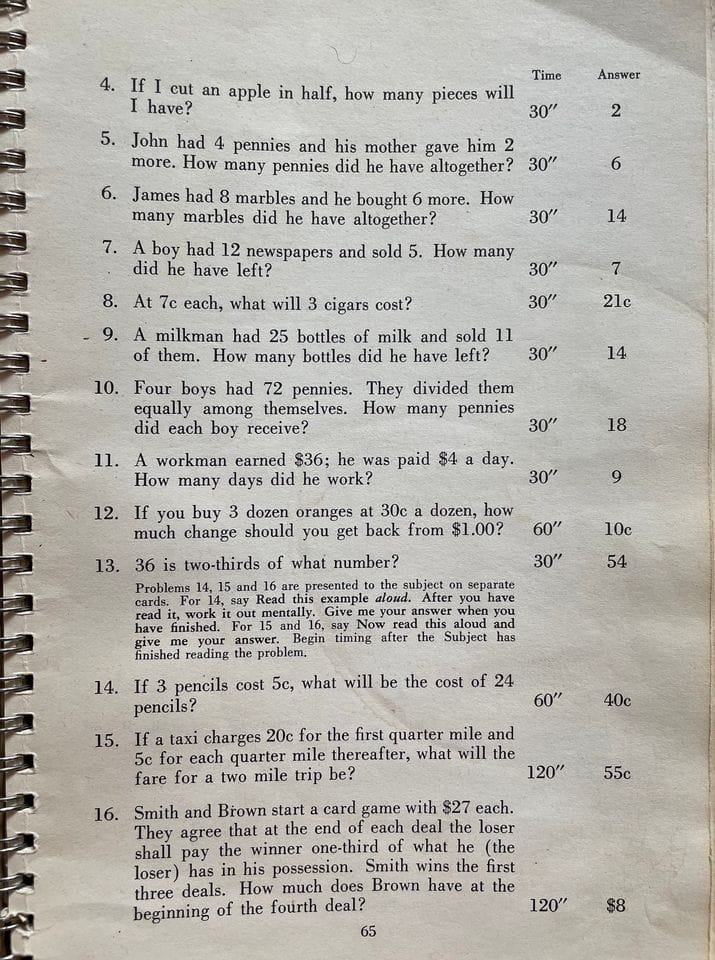 Time Answer
4. If I cut an apple in half, how many pieces will
I have? 30″ 2
5. John had 4 pennies and his mother gave him 2
more. How many pennies did he have altogether? 30″ 6
6. James had 8 marbles and he bought 6 more. How
many marbles did he have altogether? 30″ 14
7. A boy had 12 newspapers and sold 5. How many
did he have left? 30″ 7
8. At 7c each, what will 3 cigars cost? 30″ 21c
9. A milkman had 25 bottles of milk and sold 11
of them. How many bottles did he have left? 30″ 14
10. Four boys had 72 pennies. They divided them
equally among themselves. How many pennies
did each boy receive? 30″ 18
11. A workman earned $36; he was paid $4 a day.
How many days did he work? 30″ 9
12. If you buy 3 dozen oranges at 30c a dozen, how
much change should you get back from $1.00? 60″ 10c
13. 36 is two-thirds of what number? 30″ 54
Problems 14, 15 and 16 are presented to the subject on separate
cards. For 14, say Read this example aloud. After you have
read it, work it out mentally. Give me your answer when you
have finished. For 15 and 16, say Now read this aloud and
give me your answer. Begin timing after the Subject has
finished reading the problem.
14. If 3 pencils cost 5c, what will be the cost of 24
pencils? 60″ 40c
15. If a taxi charges 20c for the first quarter mile and
5c for each quarter mile thereafter, what will the
fare for a two mile trip be? 120″ 55c
16. Smith and Brown start a card game with $27 each.
They agree that at the end of each deal the loser
shall pay the winner one-third of what he (the
loser) has in his possession. Smith wins the first
three deals. How much does Brown have at the
beginning of the fourth deal? 120″ $8
65